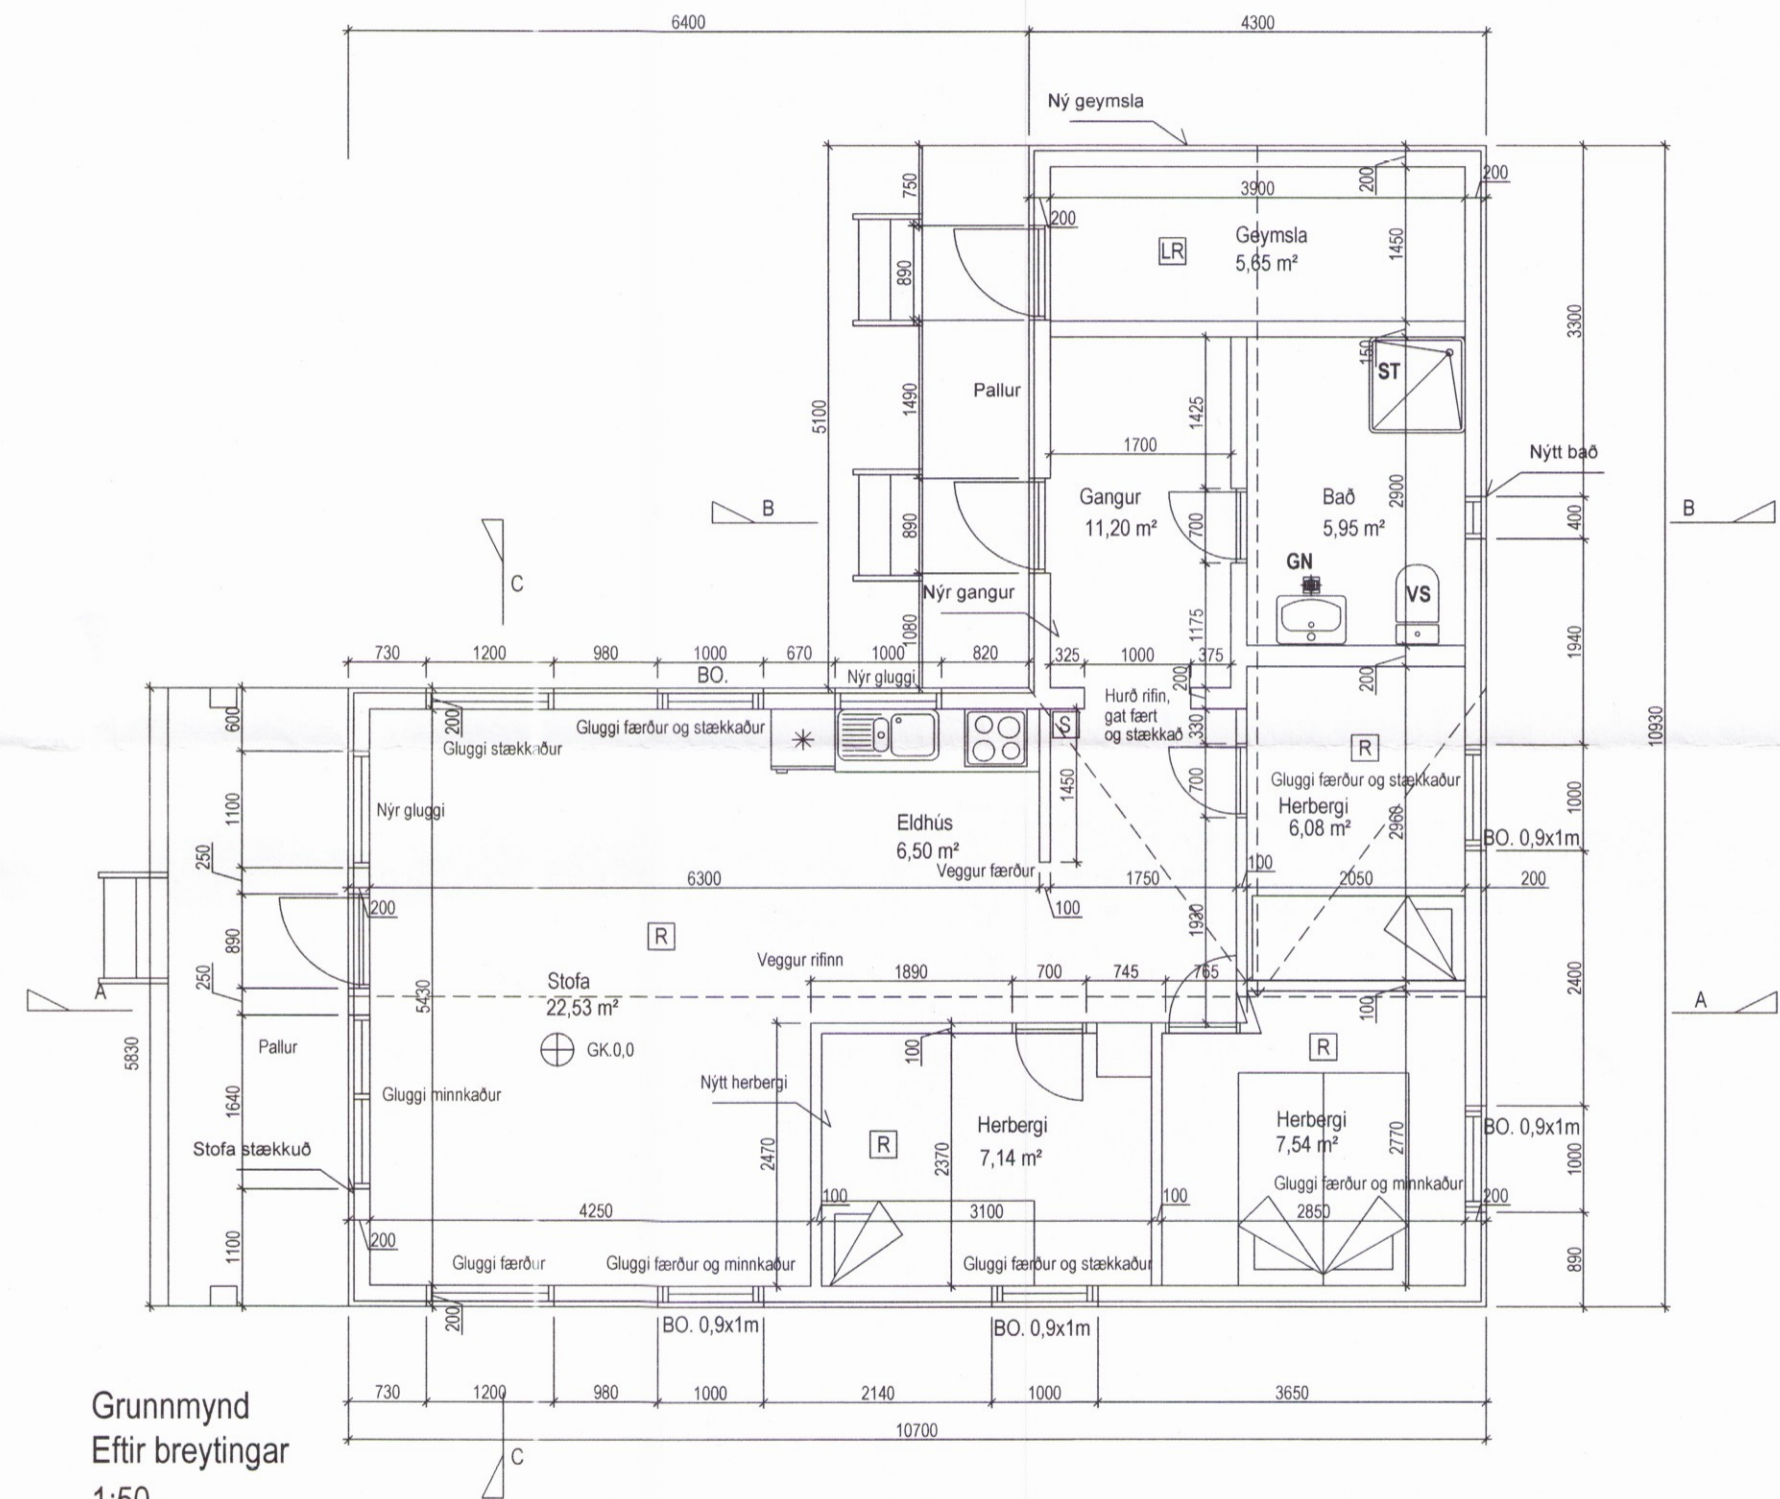 6400
4300
Ný geymsla
750
200
200
3900
200
LR
Geymsla
5,65 m²
1450
890
3300
150
ST
Pallur
1490
1425
5100
1700
Nýtt bað
Gangur
11,20 m²
Bað
5,95 m²
2900
400
B
B
890
700
GN
VS
C
Nýr gangur
1080
1175
1940
730
1200
980
1000
670
1000
820
325
1000
375
BO.
Nýr gluggi
200
200
600
200
Gluggi stækkaður
Gluggi færður og stækkaður
S
Hurð rifin,
gat fært
og stækkað
330
R
10930
Nýr gluggi
1100
1450
700
Gluggi færður og stækkaður
Herbergi
6,08 m²
2960
1000
BO. 0,9x1m
Eldhús
6,50 m²
Veggur færður
250
100
6300
1750
2050
200
200
100
890
R
1930
Veggur rifinn
1890
700
745
765
250
A
Stofa
22,53 m²
5430
2400
A
100
Pallur
GK.0,0
100
R
5830
Nýtt herbergi
Gluggi minnkaður
1640
Stofa stækkuð
2470
R
2370
Herbergi
7,14 m²
Herbergi
7,54 m²
2770
BO. 0,9x1m
1000
Gluggi færður og minnkaður
100
100
200
4250
3100
2850
200
1100
Gluggi færður
Gluggi færður og minnkaður
Gluggi færður og stækkaður
890
200
BO. 0,9x1m
BO. 0,9x1m
730
1200
980
1000
2140
1000
3650
10700
C
Grunnmynd
Eftir breytingar
1:50